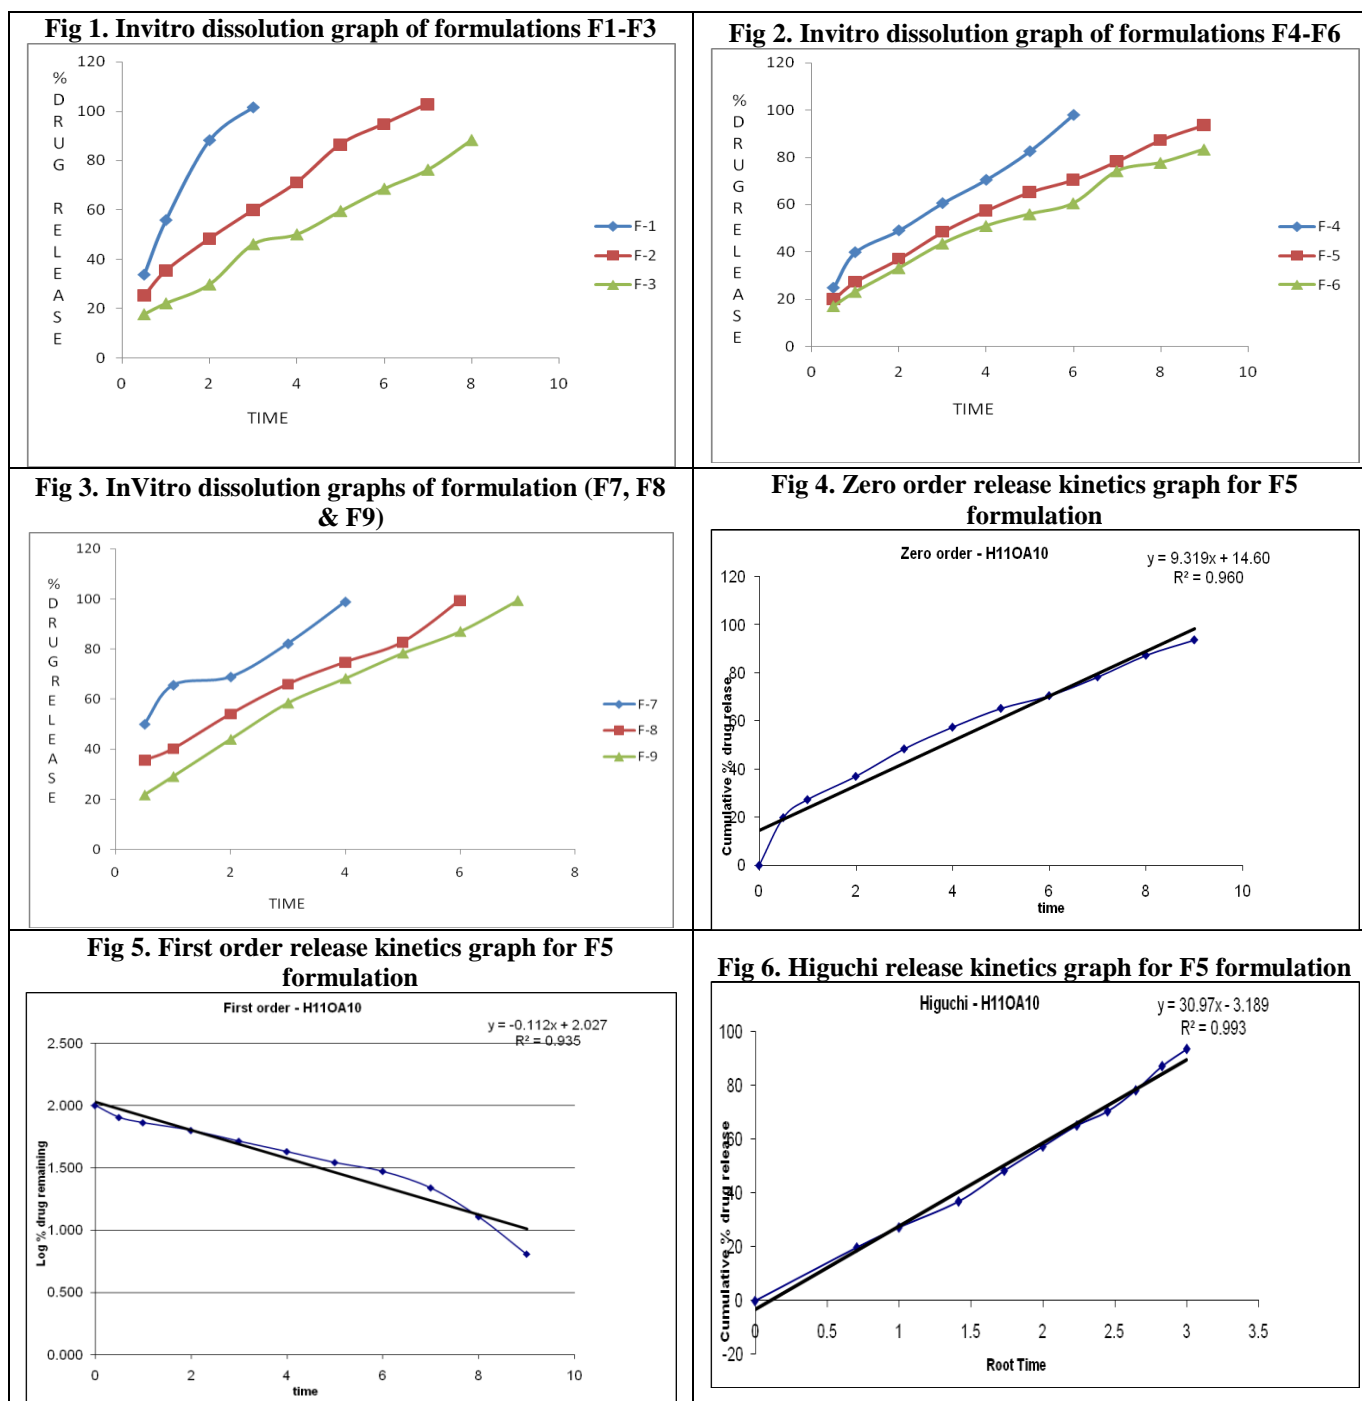 Fig 1. Invitro dissolution graph of formulations F1-F3
%
D
R
U
G
R
E
L
E
A
S
E
120
100
80
60
40
20
0
0 2 4 6 8 10
TIME
F-1
F-2
F-3
Fig 2. Invitro dissolution graph of formulations F4-F6
%
D
R
U
G
R
E
L
E
A
S
E
120
100
80
60
40
20
0
0 2 4 6 8 10
TIME
F-4
F-5
F-6
Fig 3. InVitro dissolution graphs of formulation (F7, F8
& F9)
%
D
R
U
G
R
E
L
E
A
S
E
120
100
80
60
40
20
0
0 2 4 6 8
TIME
F-7
F-8
F-9
Fig 4. Zero order release kinetics graph for F5
formulation
Zero order - H11OA10
y = 9.319x + 14.60
R² = 0.960
Cumulative % drug relase
120
100
80
60
40
20
0
0 2 4 6 8 10
time
Fig 5. First order release kinetics graph for F5
formulation
First order - H11OA10
y = -0.112x + 2.027
R² = 0.935
Log % drug remaining
2.500
2.000
1.500
1.000
0.500
0.000
0 2 4 6 8 10
time
Fig 6. Higuchi release kinetics graph for F5 formulation
Higuchi - H11OA10
y = 30.97x - 3.189
R² = 0.993
Cumulative % drug release
100
80
60
40
20
0
-20
0 0.5 1 1.5 2 2.5 3 3.5
Root Time